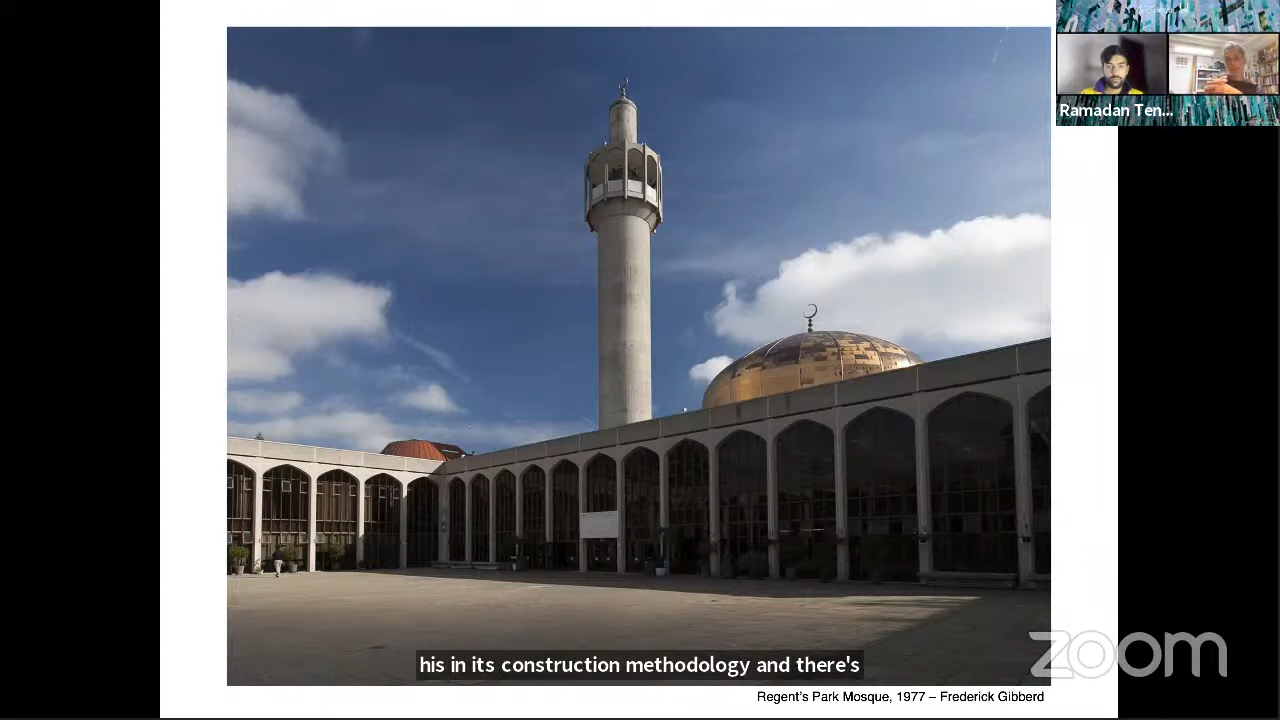 Ramadan Ten...
his in its construction methodology and there's
zoom
Regent's Park Mosque, 1977 – Frederick Gibberd